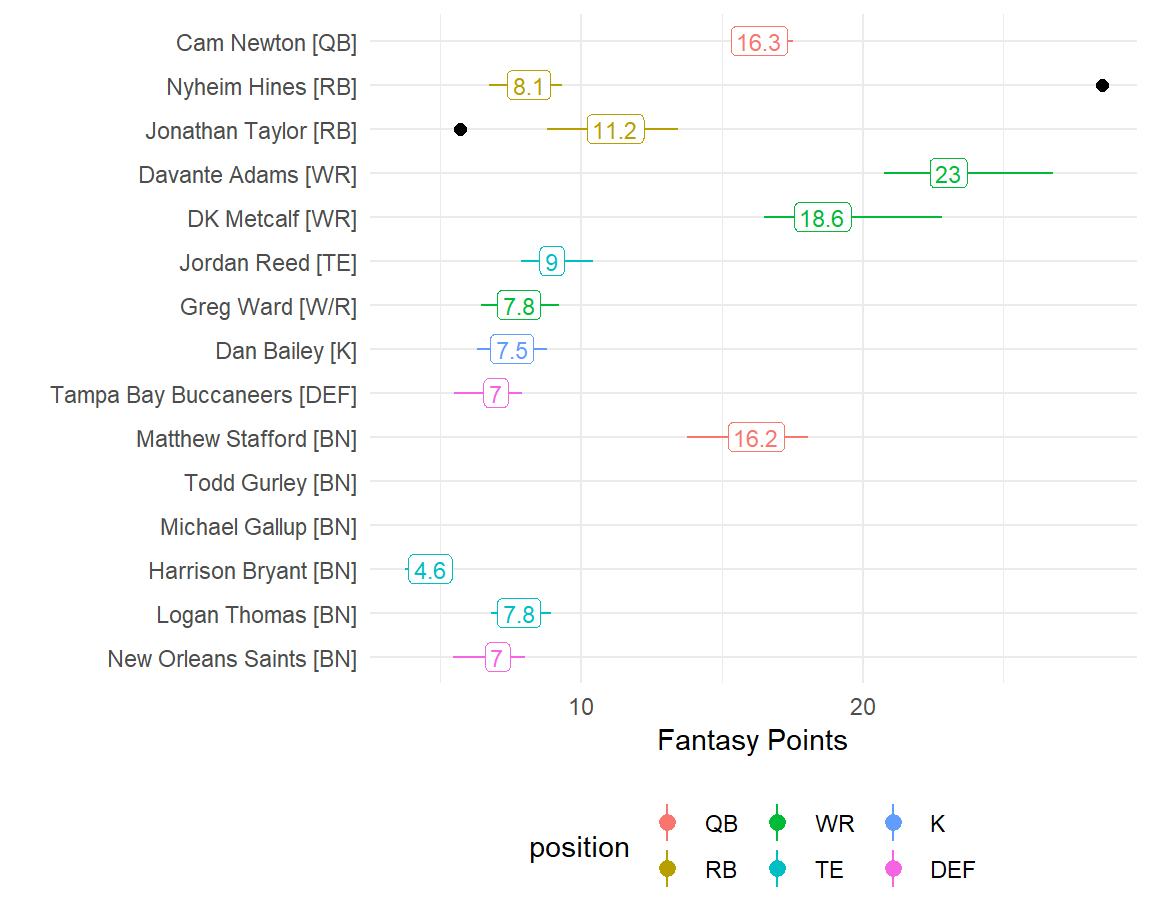 Cam Newton [QB] 16.3
Nyheim Hines [RB] 8.1
Jonathan Taylor [RB] 11.2
Davante Adams [WR] 23
DK Metcalf [WR] 18.6
Jordan Reed [TE] 9
Greg Ward [W/R] 7.8
Dan Bailey [K] 7.5
Tampa Bay Buccaneers [DEF] 7
Matthew Stafford [BN] 16.2
Todd Gurley [BN]
Michael Gallup [BN]
Harrison Bryant [BN] 4.6
Logan Thomas [BN] 7.8
New Orleans Saints [BN] 7
10 20
Fantasy Points
position
QB WR K
RB TE DEF